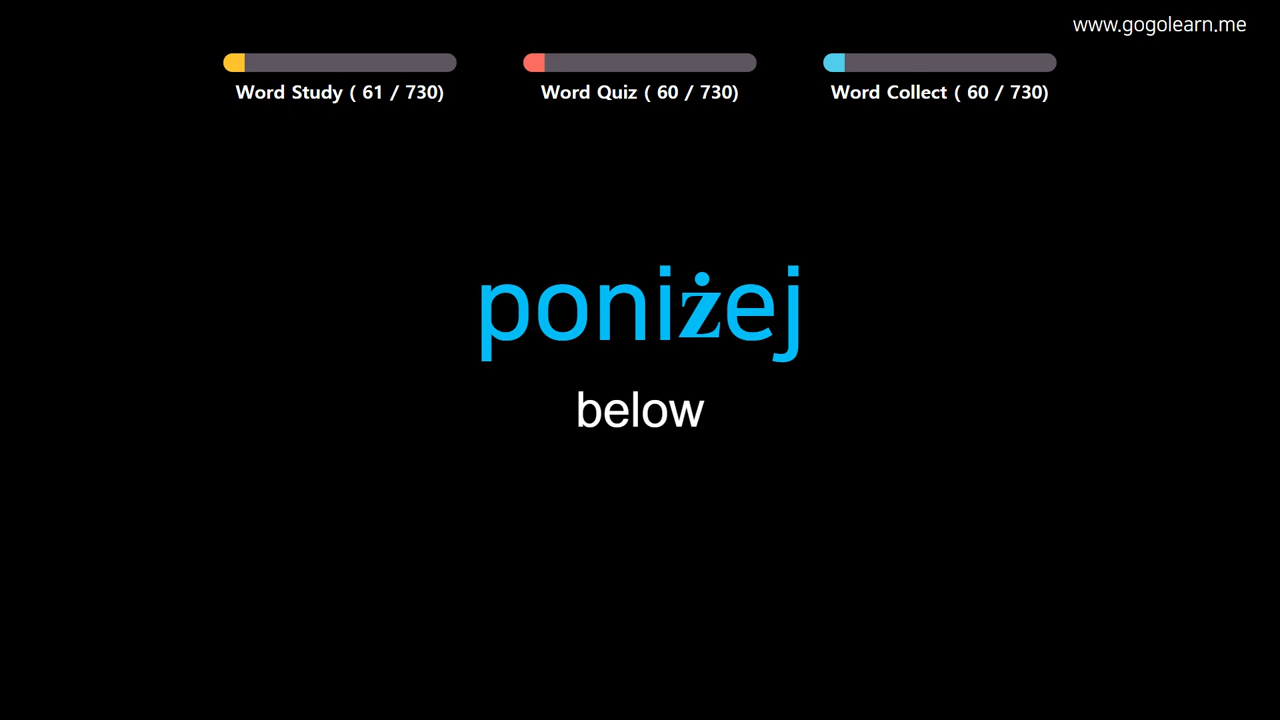 www.gogolearn.me
Word Study ( 61 / 730)
Word Quiz ( 60 / 730)
Word Collect ( 60 / 730)
poniżej
below